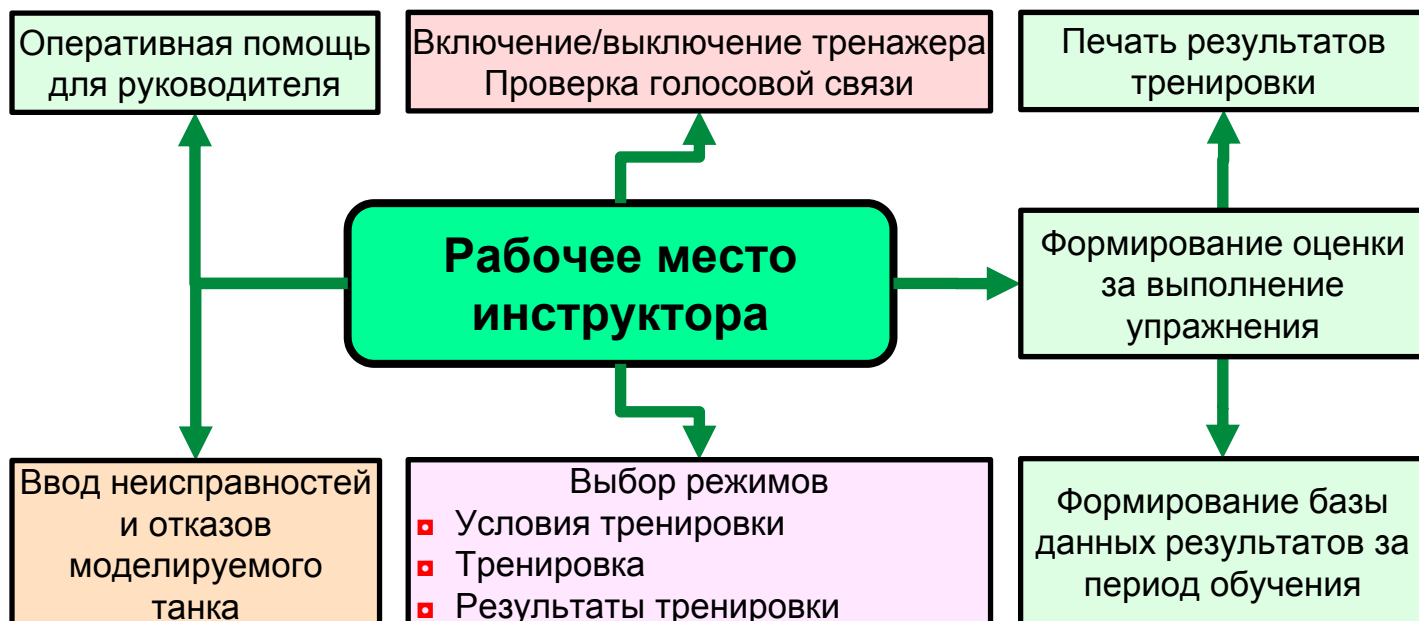 Оперативная помощь
для руководителя
Включение/выключение тренажера
Проверка голосовой связи
Печать результатов
тренировки
Рабочее место
инструктора
Формирование оценки
за выполнение
упражнения
Ввод неисправностей
и отказов
моделируемого
танка
Выбор режимов
Условия тренировки
Тренировка
Результаты тренировки
Формирование базы
данных результатов за
период обучения